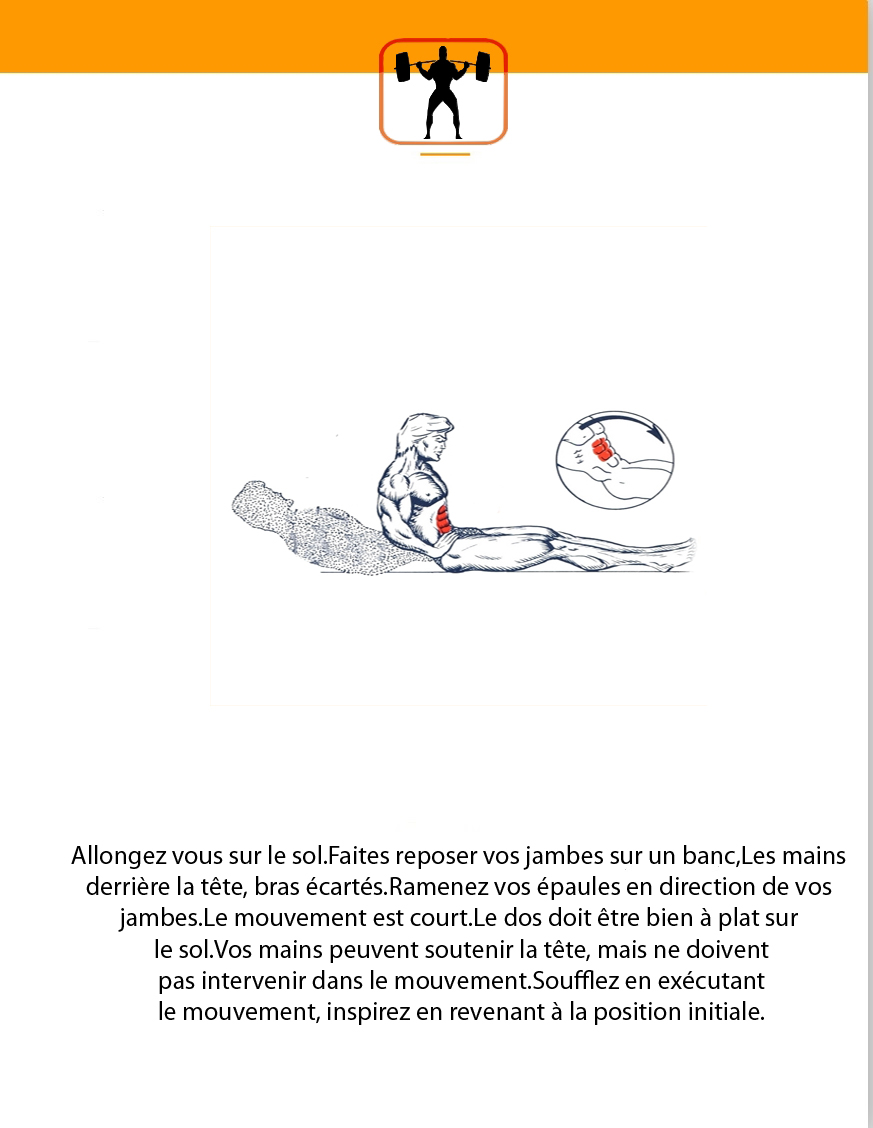 Allongez vous sur le sol.Faites reposer vos jambes sur un banc,Les mains
derrière la tête, bras écartés.Ramenez vos épaules en direction de vos
jambes.Le mouvement est court.Le dos doit être bien à plat sur
le sol.Vos mains peuvent soutenir la tête, mais ne doivent
pas intervenir dans le mouvement.Soufflez en exécutant
le mouvement, inspirez en revenant à la position initiale.